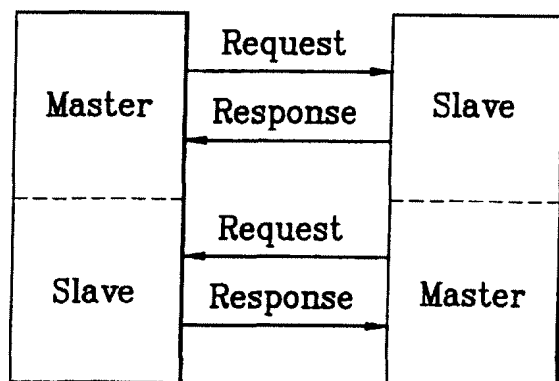 Request
Master
Response
Slave
Request
Slave
Response
Master